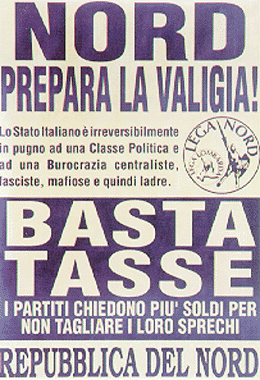 NORD
PREPARA LA VALIGIA!
Lo Stato Italiano è irreversibilmente
in pugno ad una Classe Politica e
ad una Burocrazia centraliste,
fasciste, mafiose e quindi ladre.
LEGA NORD
LEGA LOMBARDA
BASTA
TASSE
I PARTITI CHIEDONO PIU' SOLDI PER
NON TAGLIARE I LORO SPRECHI
REPUBBLICA DEL NORD